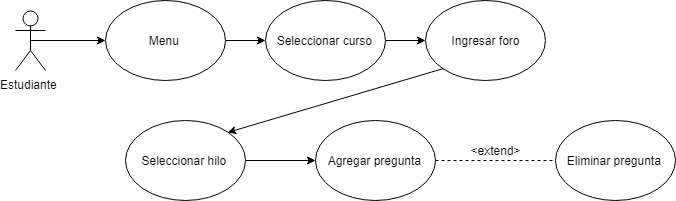 Menu
Seleccionar curso
Ingresar foro
Estudiante
Seleccionar hilo
Agregar pregunta
<extend>
Eliminar pregunta